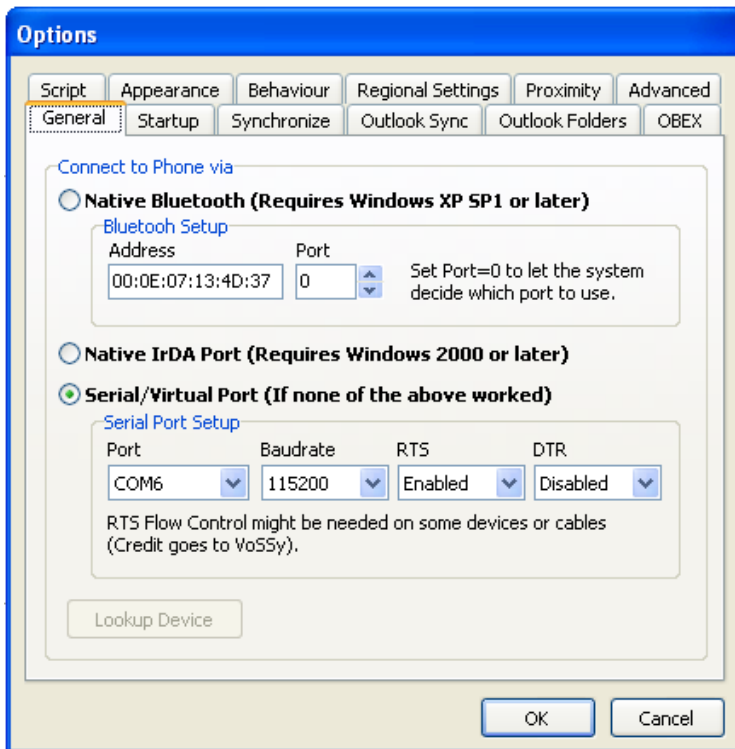 Options
Script Appearance Behaviour Regional Settings Proximity Advanced
General Startup Synchronize Outlook Sync Outlook Folders OBEX
Connect to Phone via
Native Bluetooth (Requires Windows XP SP1 or later)
Bluetooh Setup
Address Port
00:0E:07:13:4D:37 0 Set Port=0 to let the system
decide which port to use.
Native IrDA Port (Requires Windows 2000 or later)
Serial/Virtual Port (If none of the above worked)
Serial Port Setup
Port Baudrate RTS DTR
COM6 115200 Enabled Disabled
RTS Flow Control might be needed on some devices or cables
(Credit goes to VoSSy).
Lookup Device
OK Cancel